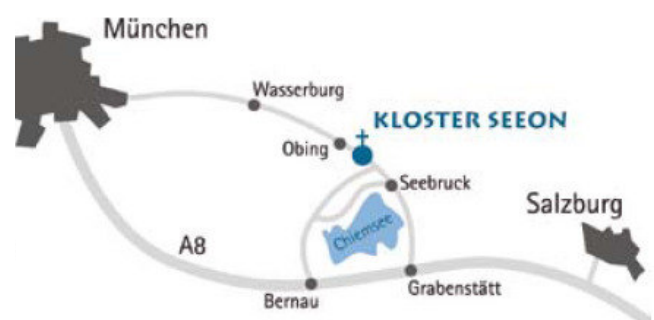 München
Wasserburg
KLOSTER SEEON
Obing
Seebruck
Salzburg
Chiemsee
A8
Grabenstätt
Bernau